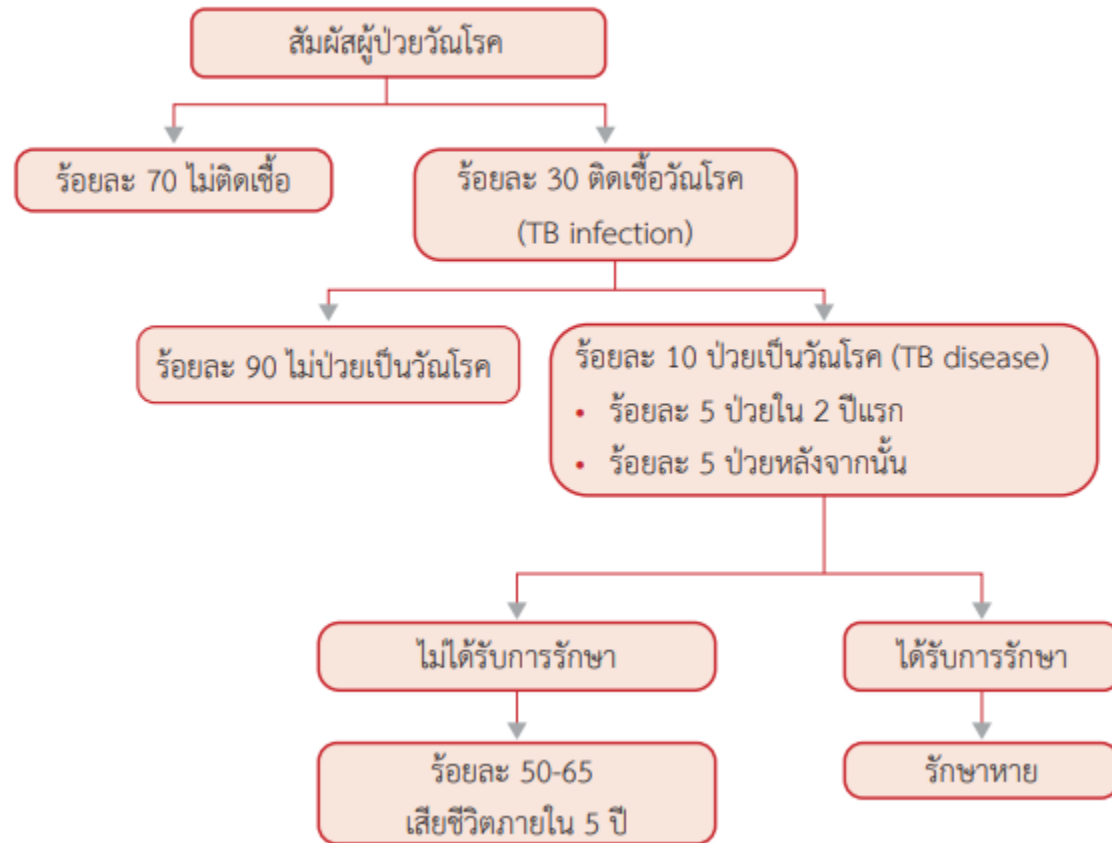 สัมผัสผู้ป่วยวัณโรค
ร้อยละ 70 ไม่ติดเชื้อ
ร้อยละ 30 ติดเชื้อวัณโรค
(TB infection)
ร้อยละ 90 ไม่ป่วยเป็นวัณโรค
ร้อยละ 10 ป่วยเป็นวัณโรค (TB disease)
• ร้อยละ 5 ป่วยใน 2 ปีแรก
• ร้อยละ 5 ป่วยหลังจากนั้น
ไม่ได้รับการรักษา
ได้รับการรักษา
ร้อยละ 50-65
เสียชีวิตภายใน 5 ปี
รักษาหาย